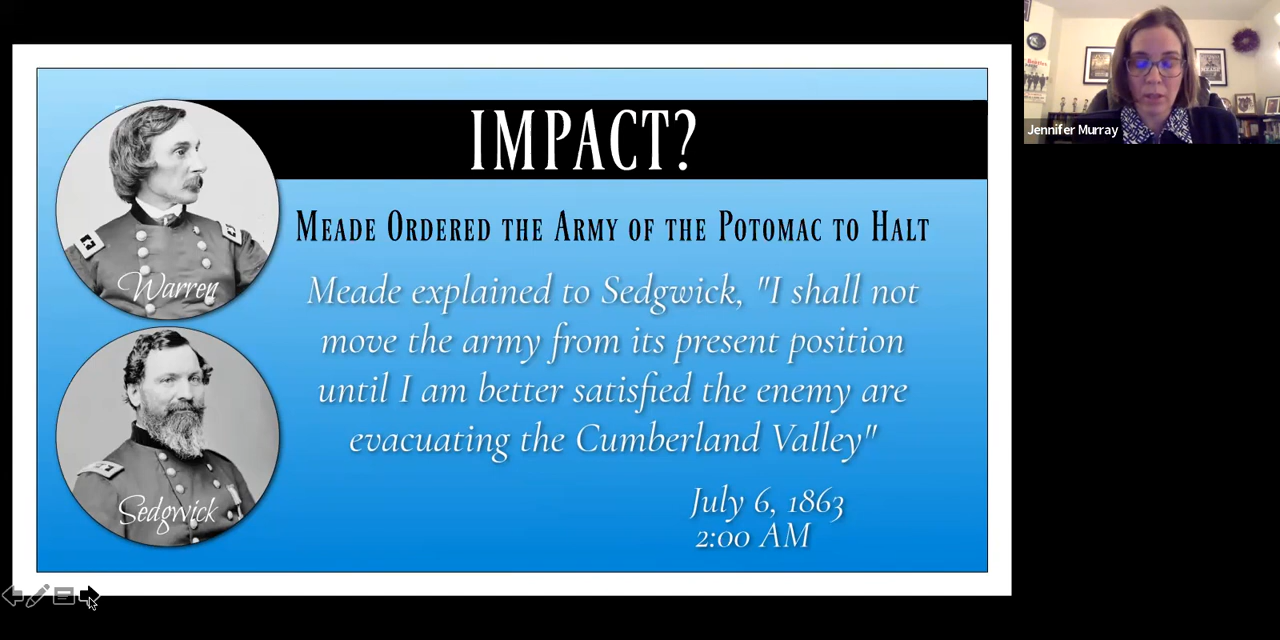 IMPACT?
MEADE ORDERED THE ARMY OF THE POTOMAC TO HALT
Meade explained to Sedgwick, "I shall not
move the army from its present position
until I am better satisfied the enemy are
evacuating the Cumberland Valley"
July 6, 1863
2:00 AM
Warren
Sedgwick
Jennifer Murray